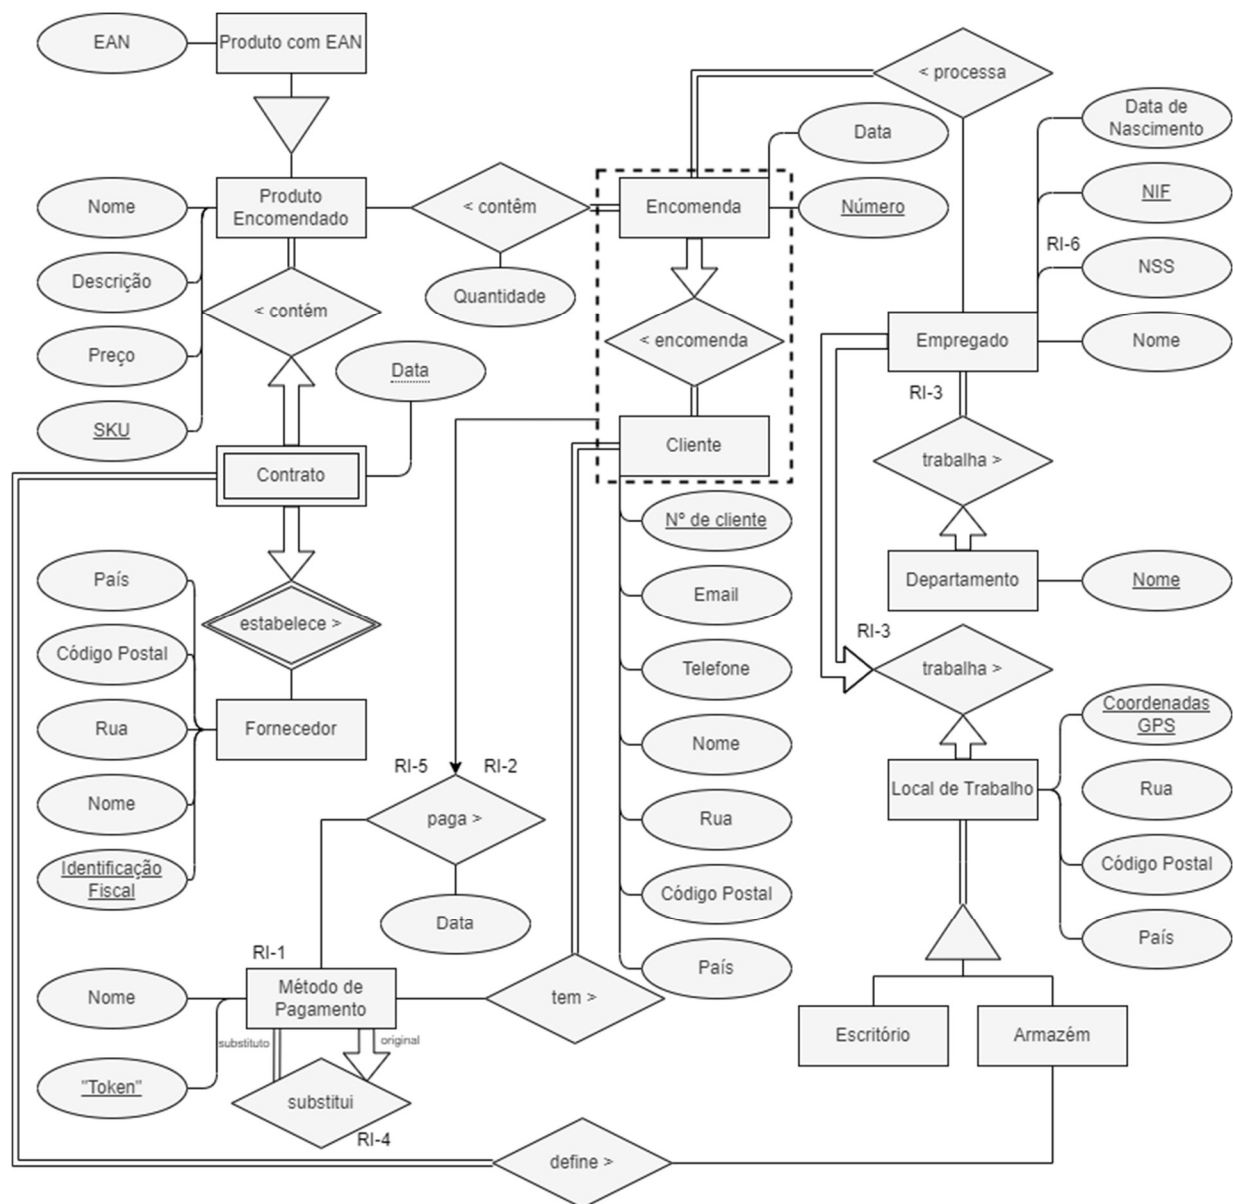 EAN
Produto com EAN
< processa
Data de
Nascimento
Data
Nome
Produto
Encomendado
< contêm
Encomenda
Número
NIF
RI-6
Descrição
Quantidade
NSS
< contém
Preço
Data
< encomenda
Empregado
Nome
RI-3
SKU
Contrato
Cliente
trabalha >
Nº de cliente
País
Email
Departamento
Nome
estabelece >
RI-3
Código Postal
Telefone
trabalha >
Coordenadas
GPS
Rua
Fornecedor
Nome
RI-5
RI-2
Local de Trabalho
Rua
Nome
paga >
Rua
Identificação
Fiscal
Código Postal
Código Postal
Data
País
RI-1
País
Nome
Método de
Pagamento
tem >
substituto
original
Escritório
Armazém
"Token"
substitui
RI-4
define >